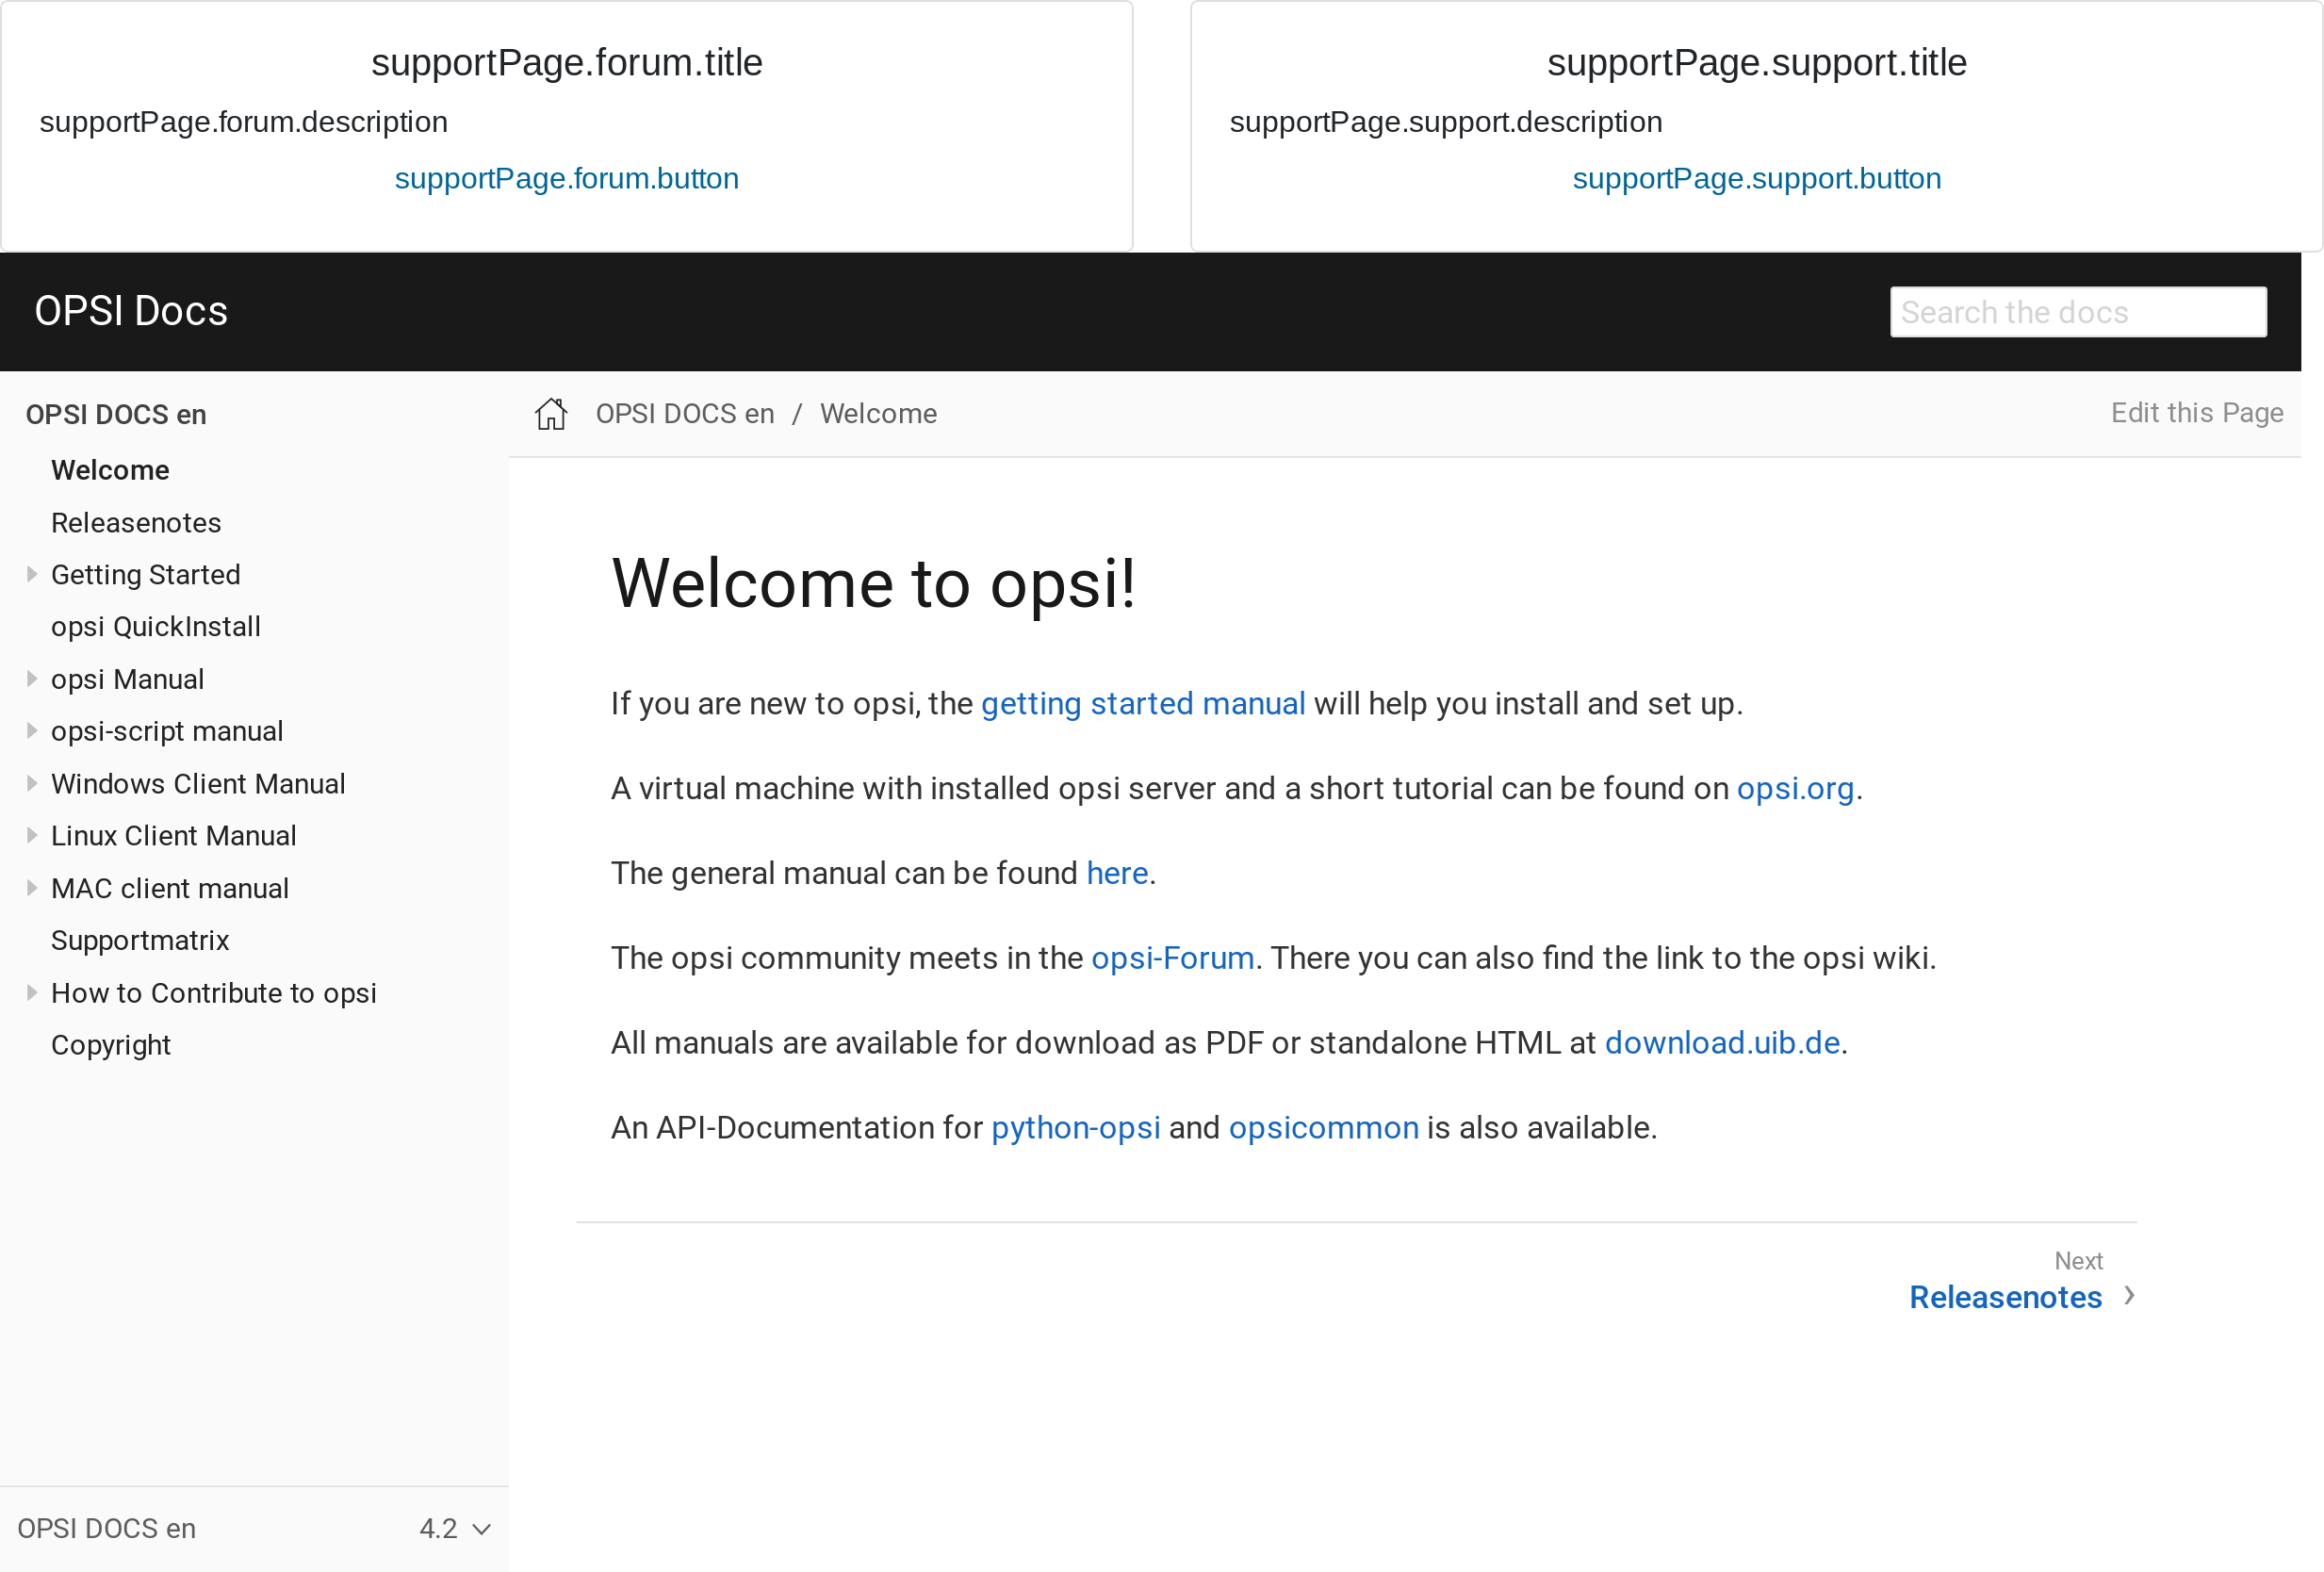 supportPage.forum.title
supportPage.forum.description
supportPage.forum.button
supportPage.support.title
supportPage.support.description
supportPage.support.button
OPSI Docs
Search the docs
OPSI DOCS en
Welcome
Releasenotes
Getting Started
opsi QuickInstall
opsi Manual
opsi-script manual
Windows Client Manual
Linux Client Manual
MAC client manual
Supportmatrix
How to Contribute to opsi
Copyright
OPSI DOCS en 4.2
OPSI DOCS en / Welcome
Edit this Page
Welcome to opsi!
If you are new to opsi, the getting started manual will help you install and set up.
A virtual machine with installed opsi server and a short tutorial can be found on opsi.org.
The general manual can be found here.
The opsi community meets in the opsi-Forum. There you can also find the link to the opsi wiki.
All manuals are available for download as PDF or standalone HTML at download.uib.de.
An API-Documentation for python-opsi and opsicommon is also available.
Next
Releasenotes ›